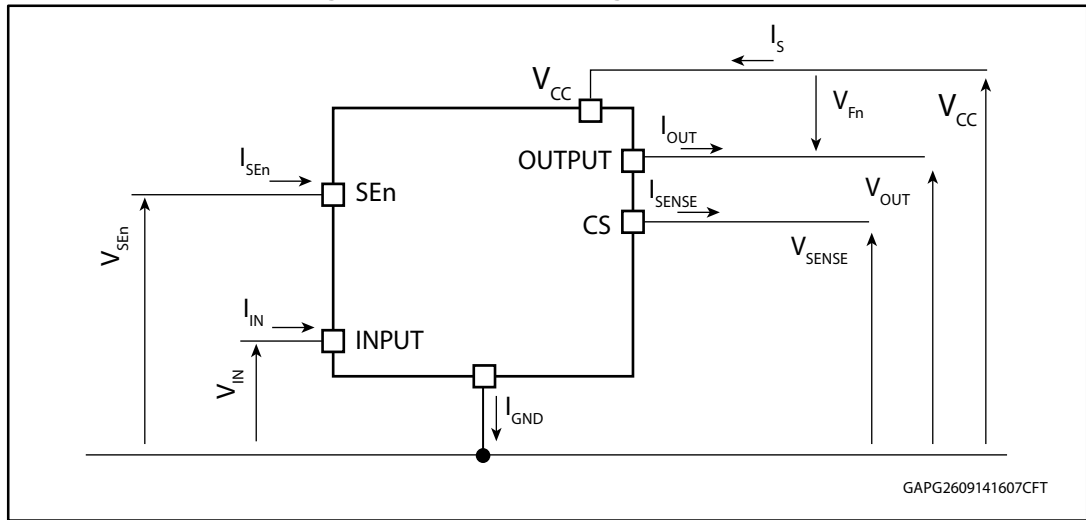 I_S
V_CC
V_Fn
V_CC
I_OUT
OUTPUT
I_SEn
SEn
I_SENSE
V_OUT
CS
V_SEn
V_SENSE
I_IN
INPUT
V_IN
I_GND
GAPG2609141607CFT